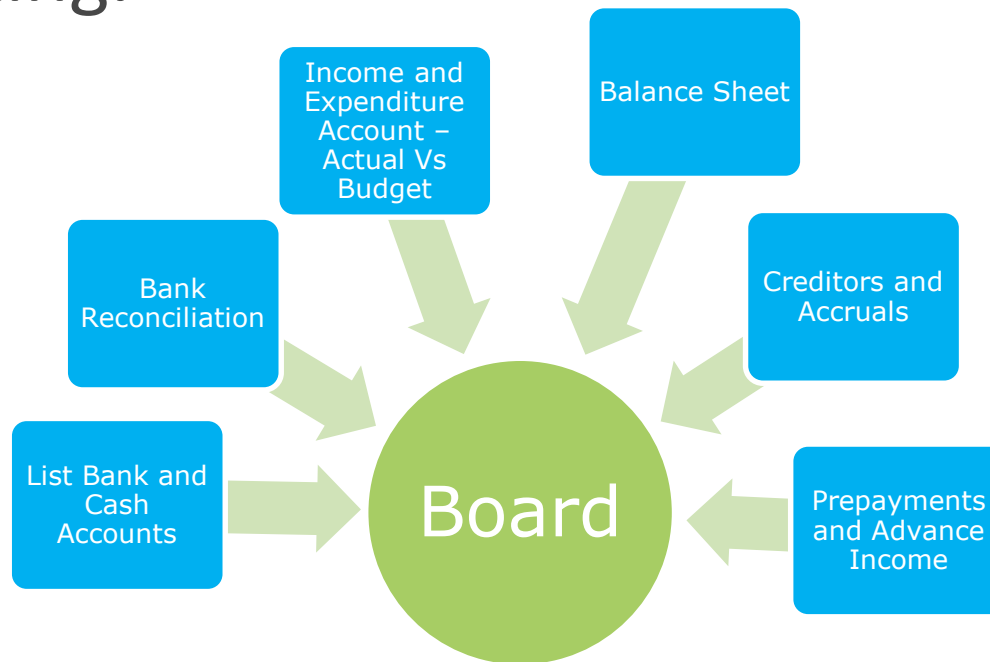 List Bank and
Cash
Accounts
Bank
Reconciliation
Income and
Expenditure
Account –
Actual Vs
Budget
Balance Sheet
Creditors and
Accruals
Prepayments
and Advance
Income
Board